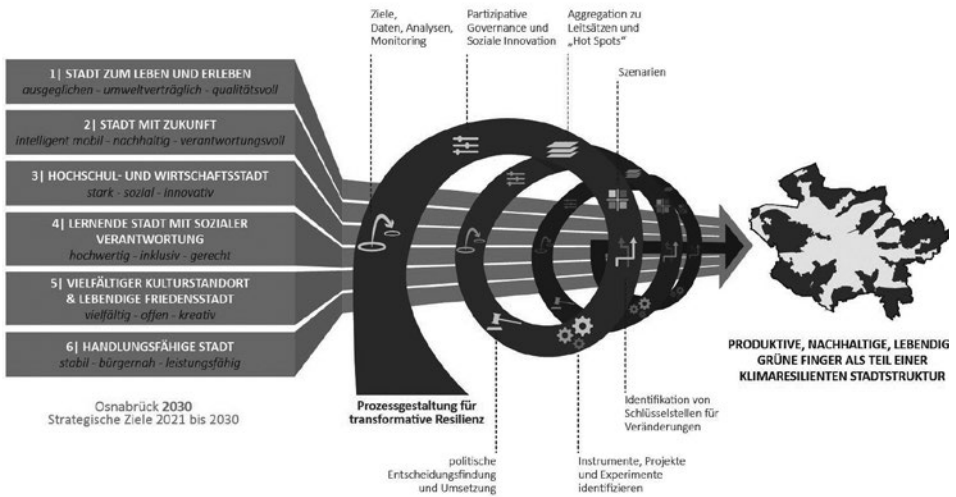 Ziele,
Daten, Analysen,
Monitoring
Partizipative
Governance und
Soziale Innovation
Aggregation zu
Leitsätzen und
„Hot Spots“
Szenarien
1| STADT ZUM LEBEN UND ERLEBEN
ausgeglichen - umweltverträglich - qualitätsvoll
2| STADT MIT ZUKUNFT
intelligent mobil - nachhaltig - verantwortungsvoll
3| HOCHSCHUL- UND WIRTSCHAFTSSTADT
stark - sozial - innovativ
4| LERNENDE STADT MIT SOZIALER
VERANTWORTUNG
hochwertig - inklusiv - gerecht
5| VIELFÄLTIGER KULTURSTANDORT
& LEBENDIGE FRIEDENSSTADT
vielfältig - offen - kreativ
6| HANDLUNGSFÄHIGE STADT
stabil - bürgernah - leistungsfähig
Osnabrück 2030
Strategische Ziele 2021 bis 2030
Prozessgestaltung für
transformative Resilienz
politische
Entscheidungsfindung
und Umsetzung
Instrumente, Projekte
und Experimente
identifizieren
Identifikation von
Schlüsselstellen für
Veränderungen
PRODUKTIVE, NACHHALTIGE, LEBENDIG
GRÜNE FINGER ALS TEIL EINER
KLIMARESILIENTEN STADTSTRUKTUR